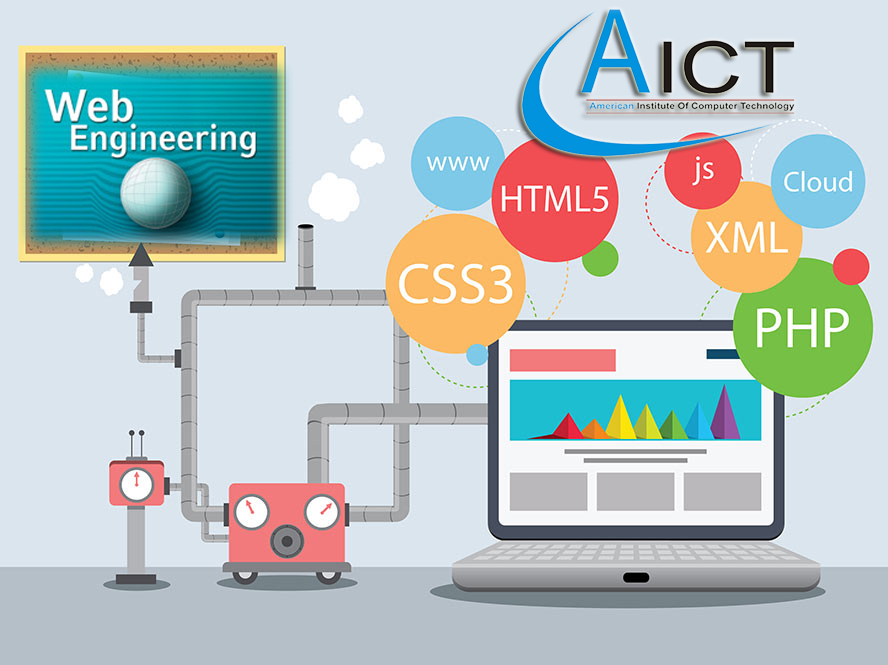 Web
Engineering
AICT
American Institute Of Computer Technology
www
HTML5
CSS3
js
Cloud
XML
PHP